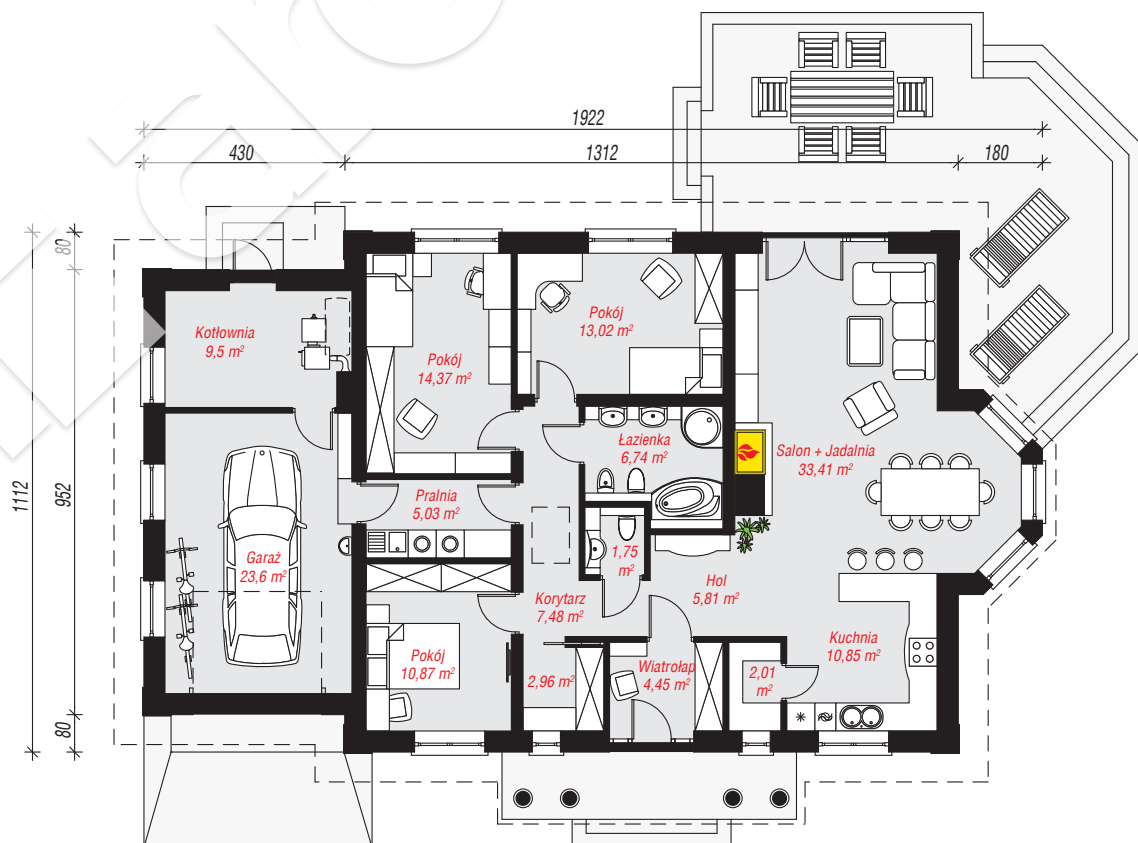 1922
430
1312
180
80
1112
952
80
Kotłownia
9,5 m²
Pokój
14,37 m²
Pokój
13,02 m²
Łazienka
6,74 m²
Salon + Jadalnia
33,41 m²
Pralnia
5,03 m²
Garaż
23,6 m²
1,75
m²
Hol
5,81 m²
Korytarz
7,48 m²
Kuchnia
10,85 m²
Pokój
10,87 m²
2,96 m²
Wiatrołap
4,45 m²
2,01
m²